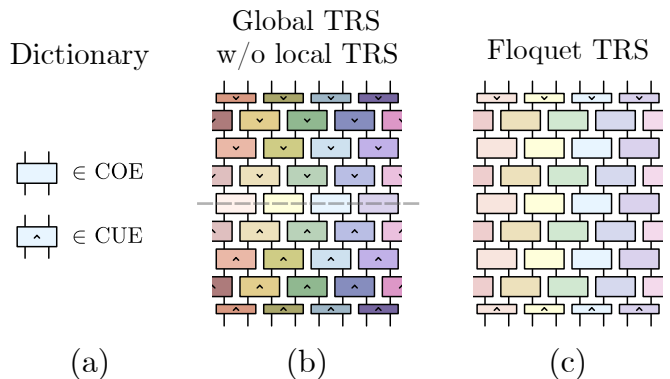 Dictionary
Global TRS
w/o local TRS
Floquet TRS
∈ COE
∈ CUE
(a)
(b)
(c)